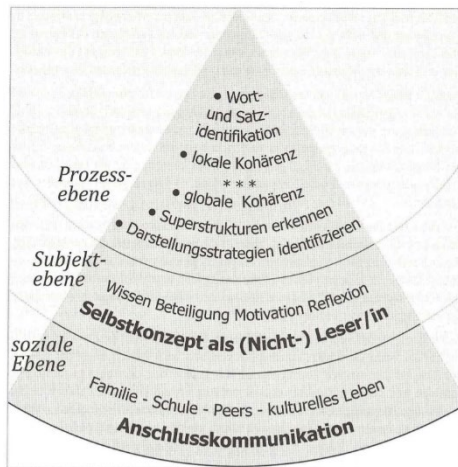 • Wort-
und Satz-
identifikation
• lokale Kohärenz
* * *
• globale Kohärenz
• Superstrukturen erkennen
• Darstellungsstrategien identifizieren
Prozess-
ebene
Wissen Beteiligung Motivation Reflexion
Selbstkonzept als (Nicht-) Leser/in
Subjekt-
ebene
Familie - Schule - Peers - kulturelles Leben
Anschlusskommunikation
soziale
Ebene